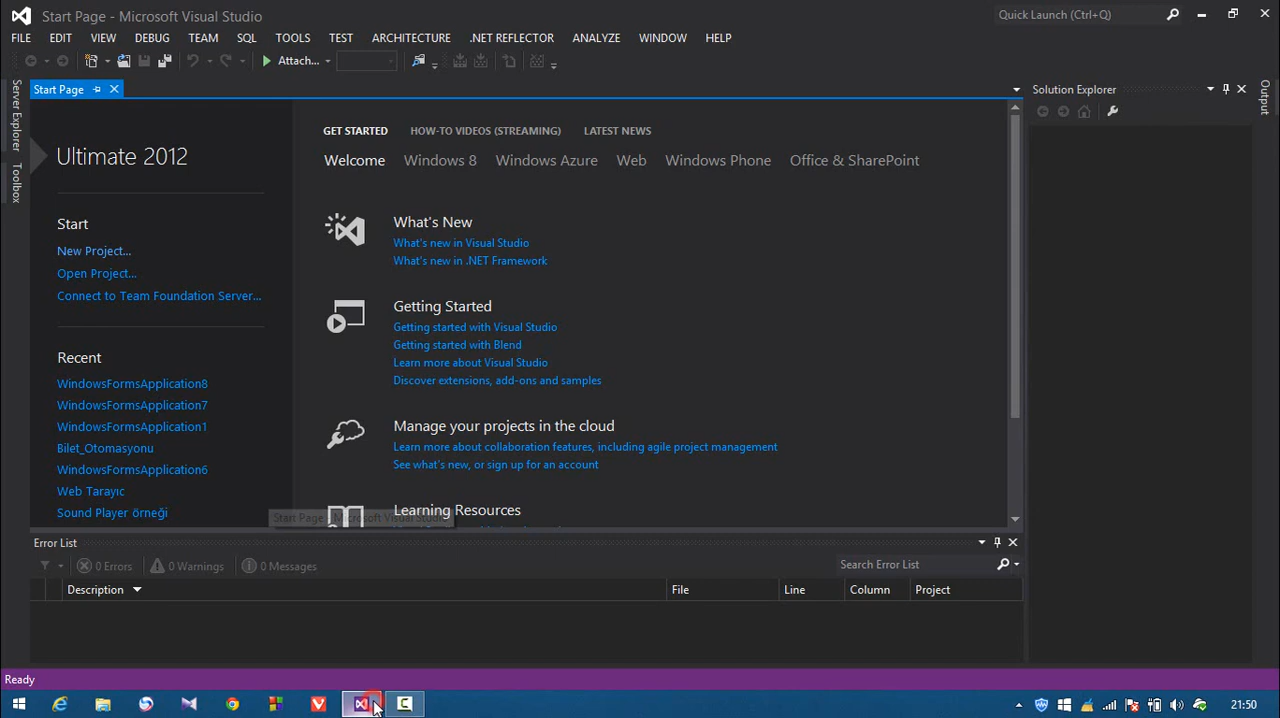 Start Page - Microsoft Visual Studio
Quick Launch (Ctrl+Q)
FILE EDIT VIEW DEBUG TEAM SQL TOOLS TEST ARCHITECTURE .NET REFLECTOR ANALYZE WINDOW HELP
Attach...
Server Explorer
Toolbox
Start Page
Ultimate 2012
Start
New Project...
Open Project...
Connect to Team Foundation Server...
Recent
WindowsFormsApplication8
WindowsFormsApplication7
WindowsFormsApplication1
Bilet_Otomasyonu
WindowsFormsApplication6
Web Tarayıc
Sound Player örneği
GET STARTED HOW-TO VIDEOS (STREAMING) LATEST NEWS
Welcome Windows 8 Windows Azure Web Windows Phone Office & SharePoint
What's New
What's new in Visual Studio
What's new in .NET Framework
Getting Started
Getting started with Visual Studio
Getting started with Blend
Learn more about Visual Studio
Discover extensions, add-ons and samples
Manage your projects in the cloud
Learn more about collaboration features, including agile project management
See what's new, or sign up for an account
Learning Resources
Start Page - Microsoft Visual Studio
Solution Explorer
Output
Error List
0 Errors 0 Warnings 0 Messages
Search Error List
Description File Line Column Project
Ready
21:50